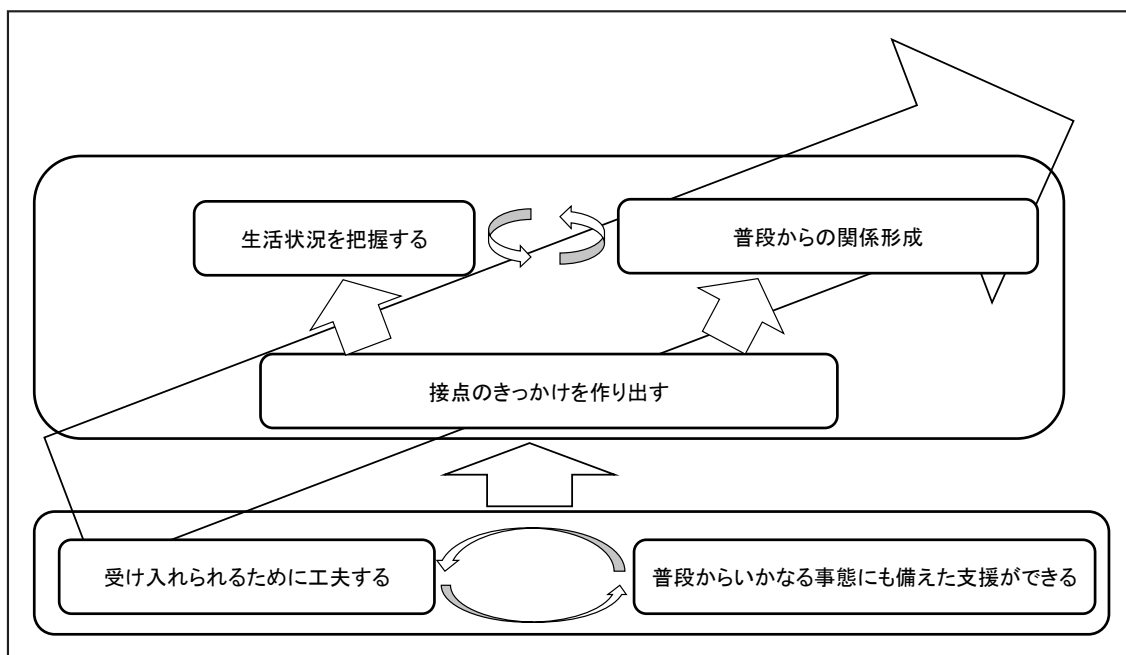 生活状況を把握する
普段からの関係形成
接点のきっかけを作り出す
受け入れられるために工夫する
普段からいかなる事態にも備えた支援ができる